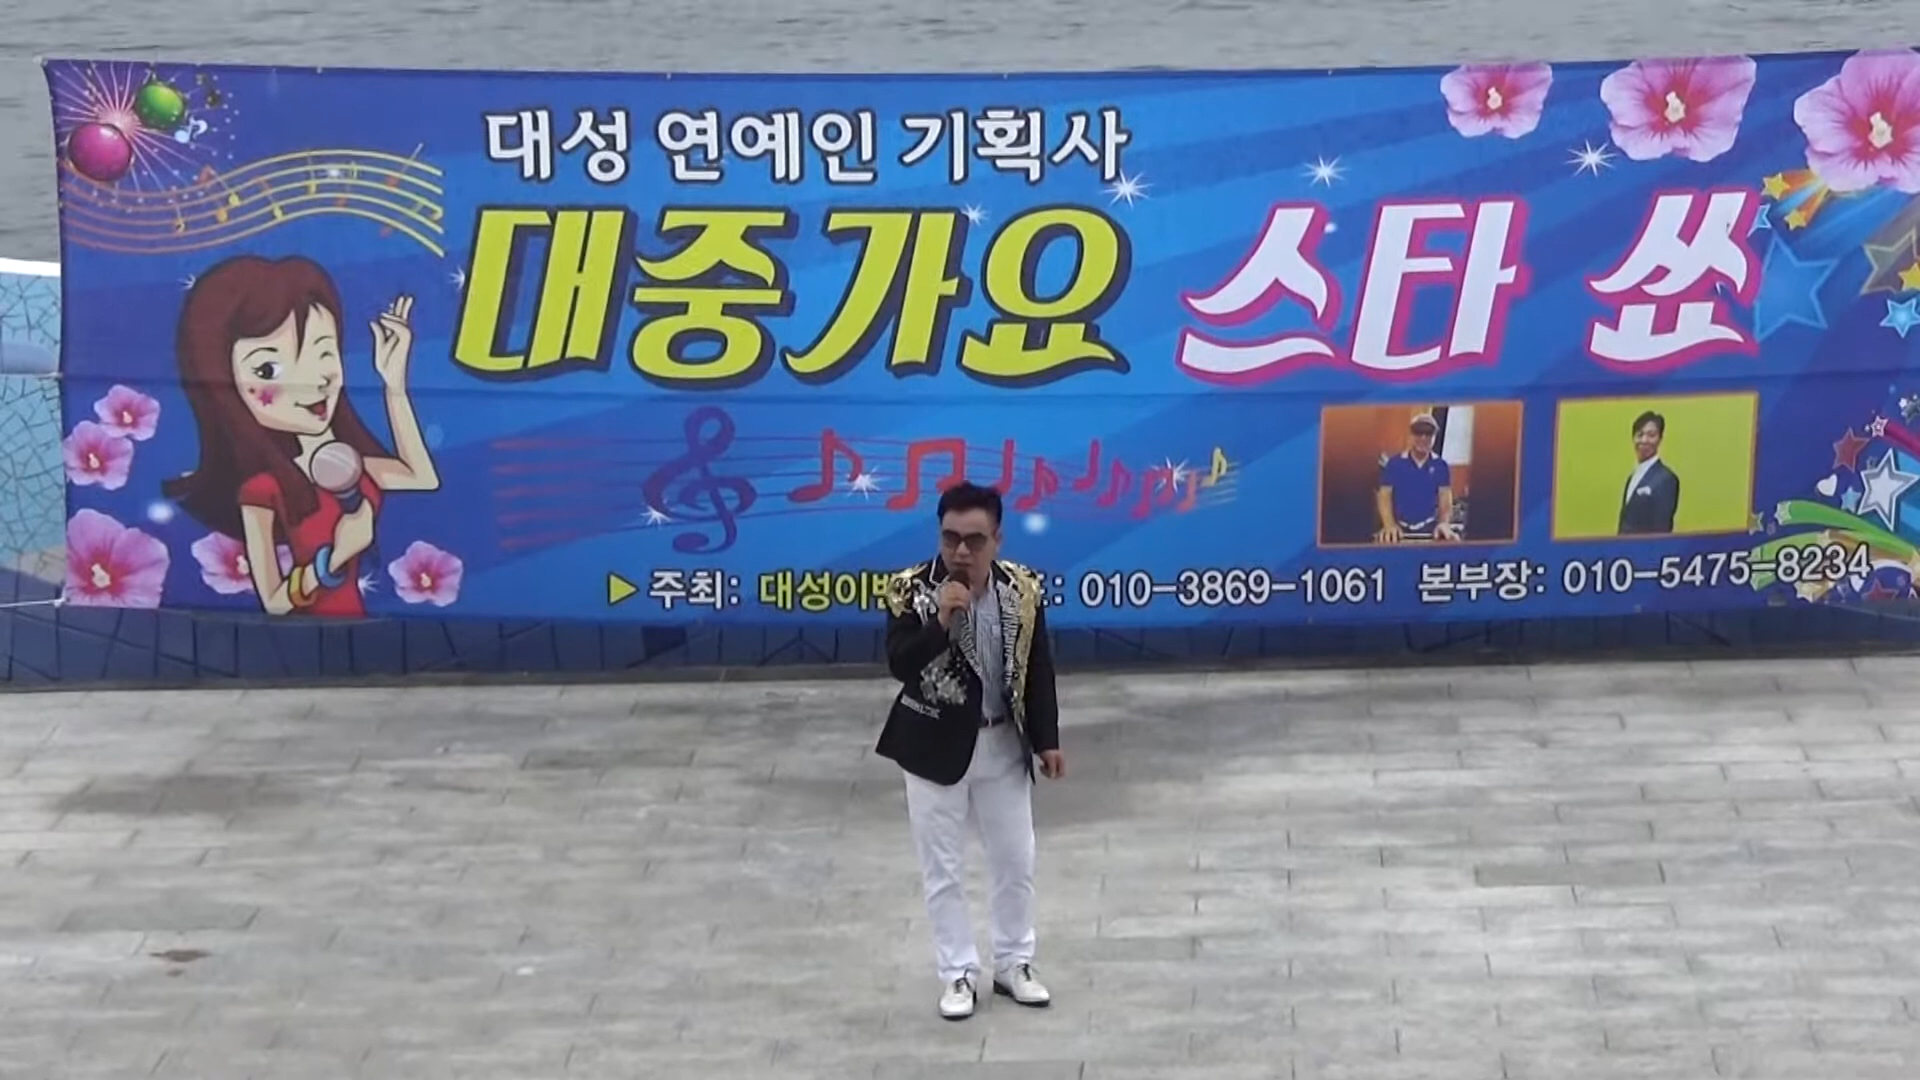 대성 연예인 기획사
대중가요 스타 쑈
▶ 주최: 대성이벤 : 010-3869-1061 본부장: 010-5475-8234